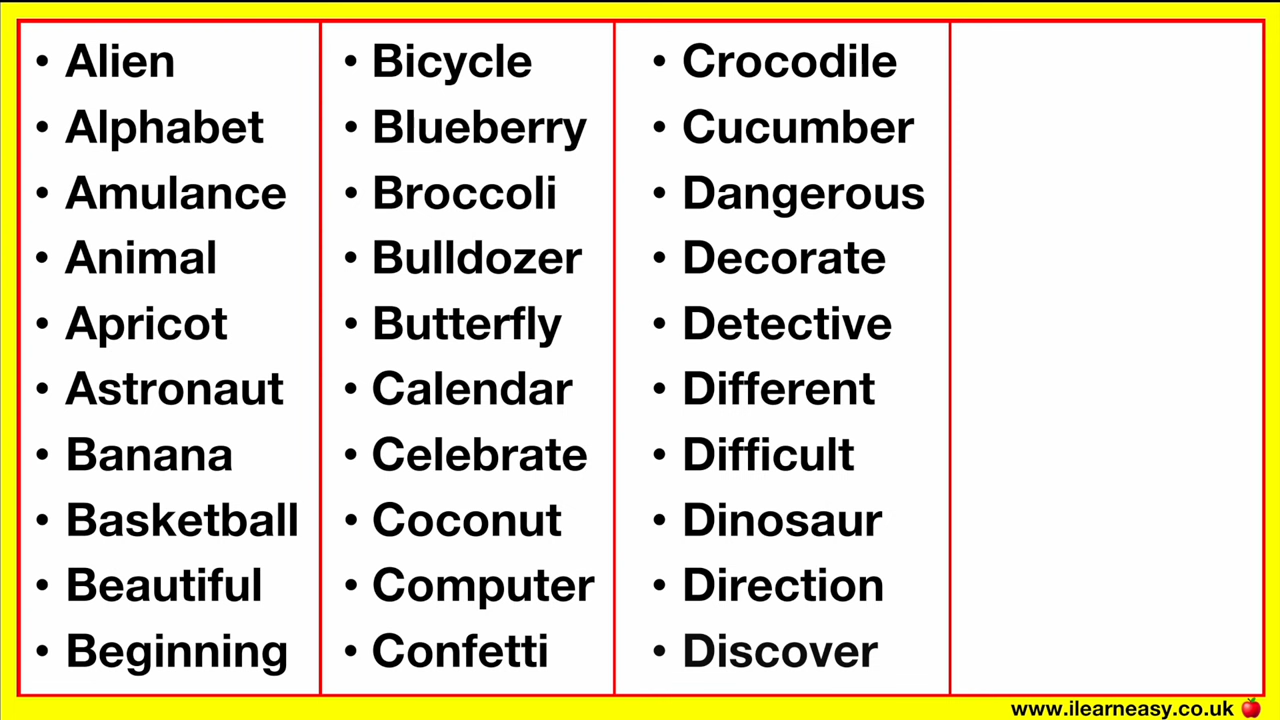 • Alien
• Alphabet
• Amulance
• Animal
• Apricot
• Astronaut
• Banana
• Basketball
• Beautiful
• Beginning
• Bicycle
• Blueberry
• Broccoli
• Bulldozer
• Butterfly
• Calendar
• Celebrate
• Coconut
• Computer
• Confetti
• Crocodile
• Cucumber
• Dangerous
• Decorate
• Detective
• Different
• Difficult
• Dinosaur
• Direction
• Discover
www.ilearneasy.co.uk